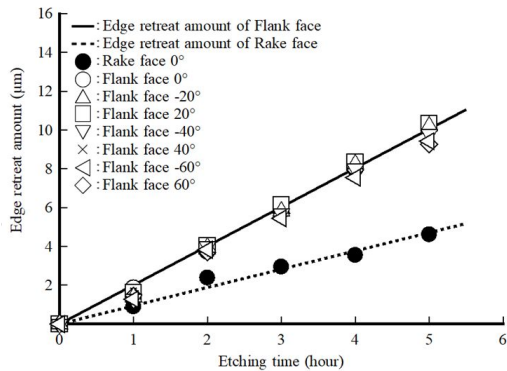 Edge retreat amount (μm)
16
14
12
10
8
6
4
2
0
0 1 2 3 4 5 6
Etching time (hour)
: Edge retreat amount of Flank face
: Edge retreat amount of Rake face
: Rake face 0°
: Flank face 0°
: Flank face -20°
: Flank face 20°
: Flank face -40°
: Flank face 40°
: Flank face -60°
: Flank face 60°